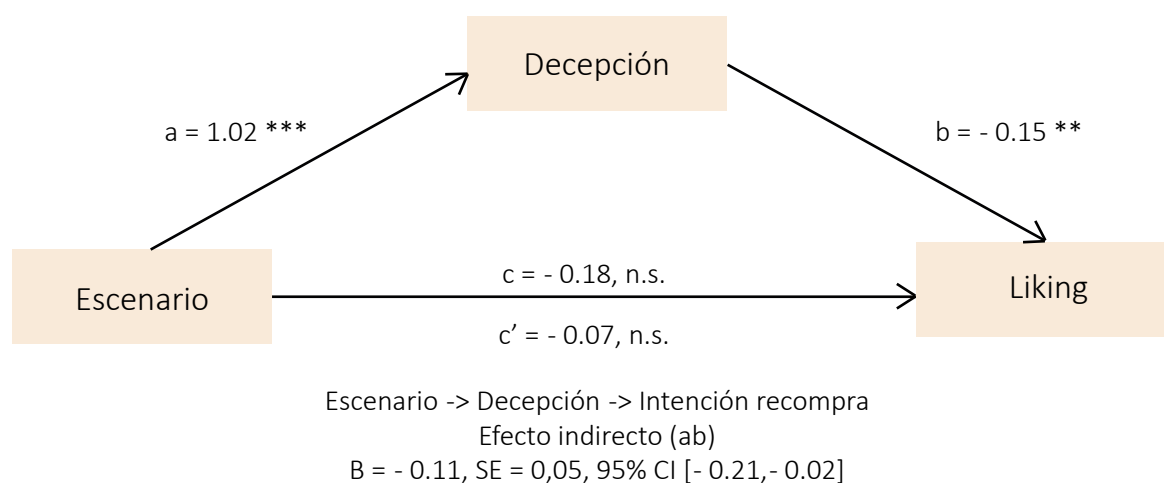 Decepción
a = 1.02 ***
b = - 0.15 **
Escenario
c = - 0.18, n.s.
Liking
c’ = - 0.07, n.s.
Escenario -> Decepción -> Intención recompra
Efecto indirecto (ab)
B = - 0.11, SE = 0,05, 95% CI [- 0.21,- 0.02]